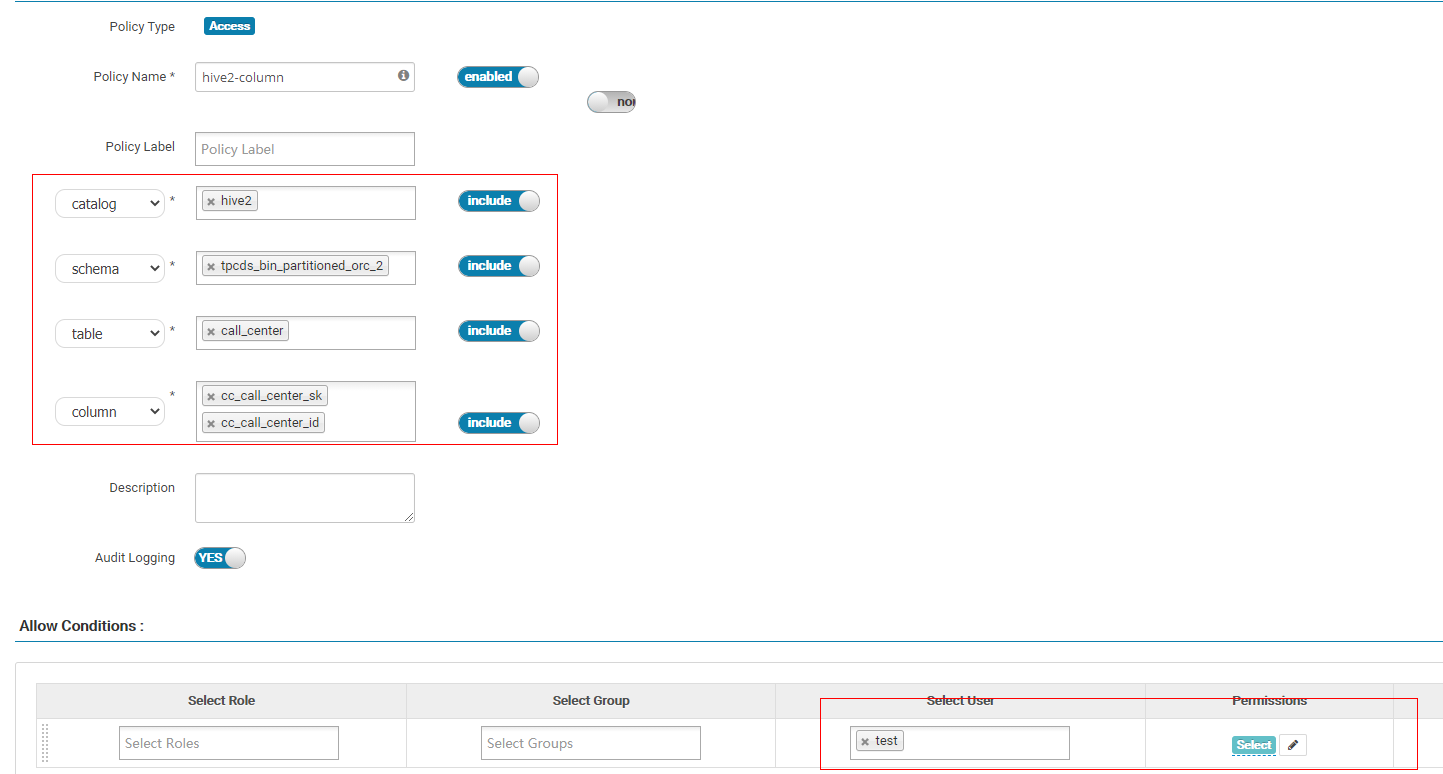 Policy Type Access
Policy Name * hive2-column enabled
Policy Label Policy Label
catalog * × hive2 include
schema * × tpcds_bin_partitioned_orc_2 include
table * × call_center include
column * × cc_call_center_sk
× cc_call_center_id include
Description
Audit Logging YES
Allow Conditions :
Select Role Select Group Select User Permissions
Select Roles Select Groups × test Select